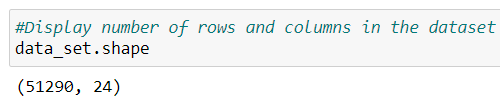 #Display number of rows and columns in the dataset
data_set.shape
(51290, 24)